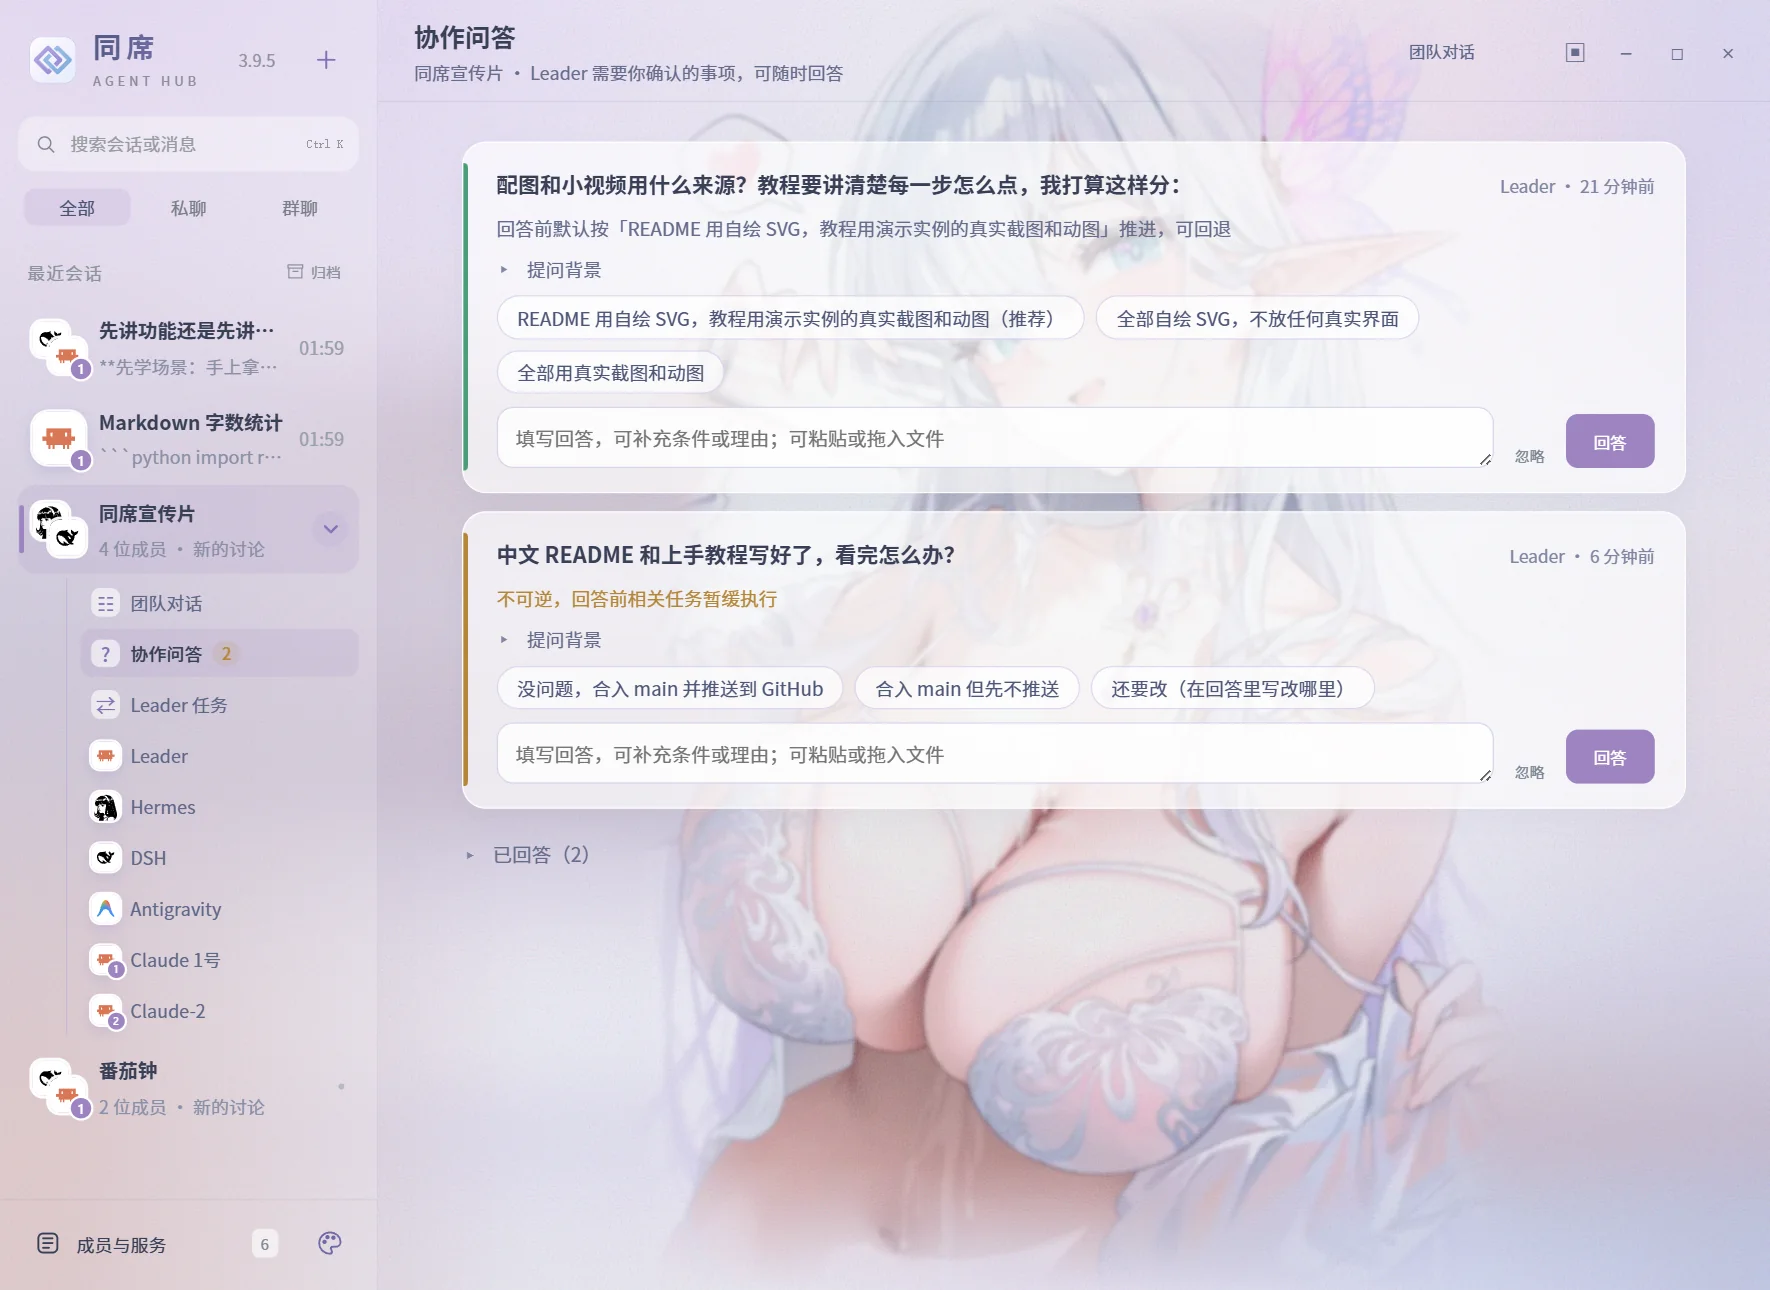 同席
AGENT HUB
3.9.5
搜索会话或消息
Ctrl K
全部
私聊
群聊
最近会话
归档
先讲功能还是先讲…
**先学场景：手上拿…
01:59
1
Markdown 字数统计
```python import r…
01:59
1
同席宣传片
4 位成员 • 新的讨论
团队对话
? 协作问答 2
Leader 任务
Leader
Hermes
DSH
Antigravity
Claude 1号
1
Claude-2
2
番茄钟
2 位成员 • 新的讨论
1
成员与服务
6
协作问答
同席宣传片 • Leader 需要你确认的事项，可随时回答
团队对话
配图和小视频用什么来源？教程要讲清楚每一步怎么点，我打算这样分：
Leader • 21 分钟前
回答前默认按「README 用自绘 SVG，教程用演示实例的真实截图和动图」推进，可回退
提问背景
README 用自绘 SVG，教程用演示实例的真实截图和动图（推荐）
全部自绘 SVG，不放任何真实界面
全部用真实截图和动图
填写回答，可补充条件或理由；可粘贴或拖入文件
忽略
回答
中文 README 和上手教程写好了，看完怎么办？
Leader • 6 分钟前
不可逆，回答前相关任务暂缓执行
提问背景
没问题，合入 main 并推送到 GitHub
合入 main 但先不推送
还要改（在回答里写改哪里）
填写回答，可补充条件或理由；可粘贴或拖入文件
忽略
回答
已回答（2）